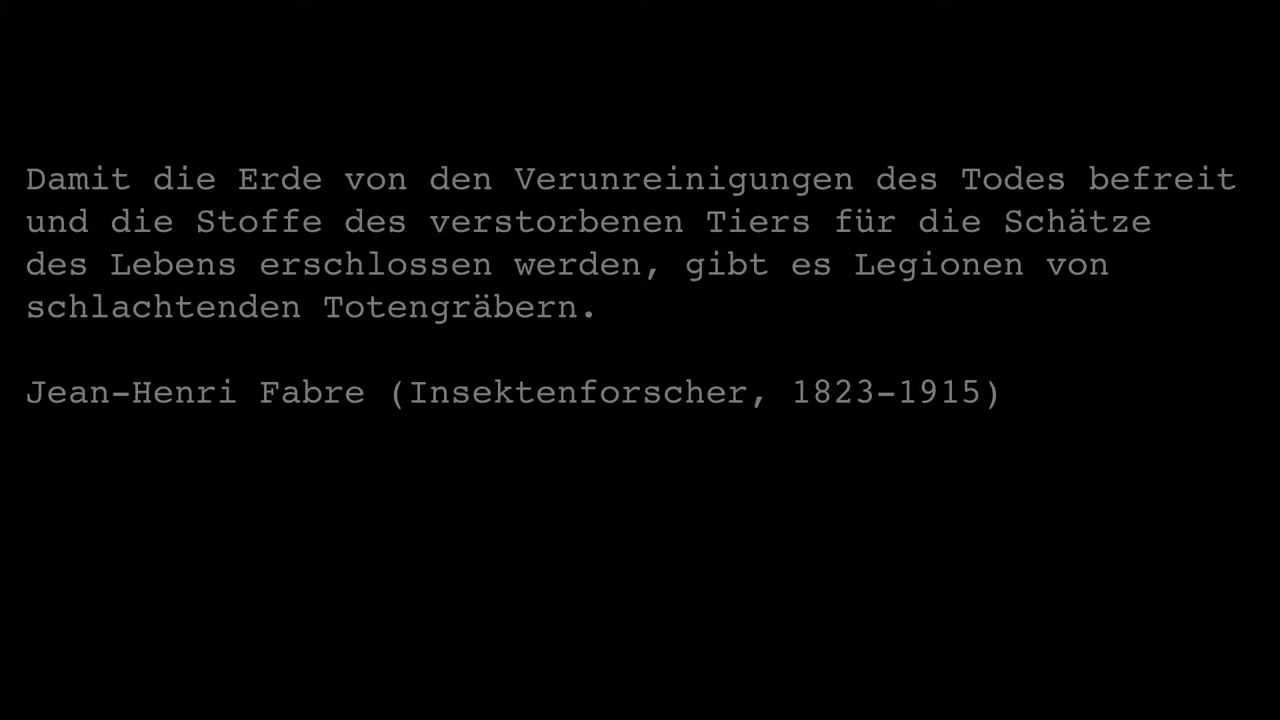 Damit die Erde von den Verunreinigungen des Todes befreit
und die Stoffe des verstorbenen Tiers für die Schätze
des Lebens erschlossen werden, gibt es Legionen von
schlachtenden Totengräbern.
Jean-Henri Fabre (Insektenforscher, 1823-1915)